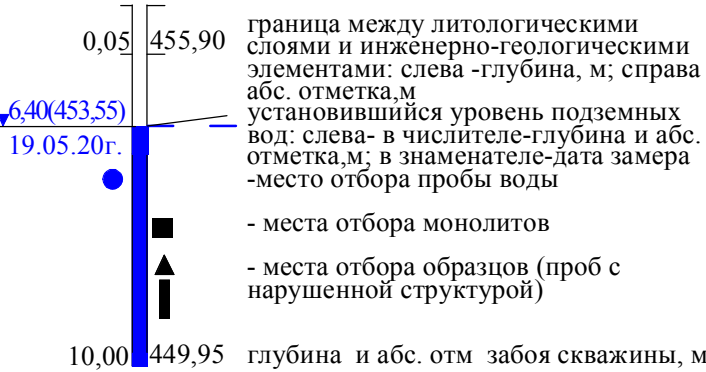 граница между литологическими
0,05 455,90 слоями и инженерно-геологическими
элементами: слева -глубина, м; справа
абс. отметка,м
6,40(453,55) установившийся уровень подземных
19.05.20г. вод: слева- в числителе-глубина и абс.
отметка,м; в знаменателе-дата замера
-место отбора пробы воды
- места отбора монолитов
- места отбора образцов (проб с
нарушенной структурой)
10,00 449,95 глубина и абс. отм забоя скважины, м